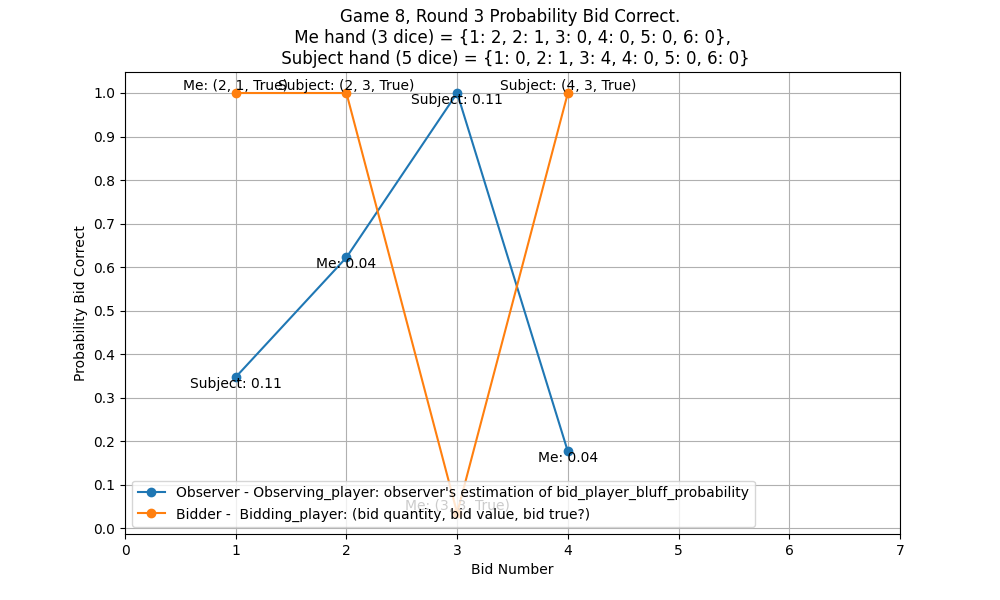 Game 8, Round 3 Probability Bid Correct.
Me hand (3 dice) = {1: 2, 2: 1, 3: 0, 4: 0, 5: 0, 6: 0},
Subject hand (5 dice) = {1: 0, 2: 1, 3: 4, 4: 0, 5: 0, 6: 0}
Me: (2, 1, True)
Subject: (2, 3, True)
Subject: (4, 3, True)
Subject: 0.11
Me: 0.04
Subject: 0.11
Me: 0.04
Me: (3, 3, True)
Observer - Observing_player: observer's estimation of bid_player_bluff_probability
Bidder -  Bidding_player: (bid quantity, bid value, bid true?)
1.0
0.9
0.8
0.7
0.6
0.5
0.4
0.3
0.2
0.1
0.0
Probability Bid Correct
0 1 2 3 4 5 6 7
Bid Number